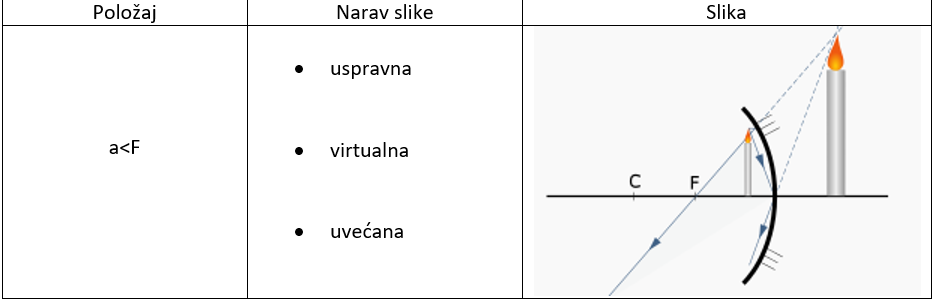 Položaj
Narav slike
Slika
a<F
• uspravna
• virtualna
• uvećana
C
F